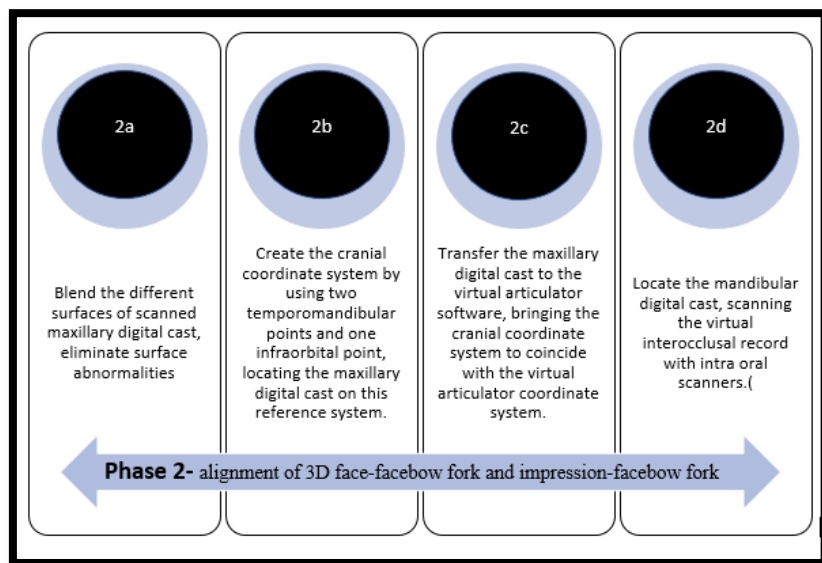 2a
Blend the different
surfaces of scanned
maxillary digital cast,
eliminate surface
abnormalities
2b
Create the cranial
coordinate system by
using two
temporomandibular
points and one
infraorbital point,
locating the maxillary
digital cast on this
reference system.
2c
Transfer the maxillary
digital cast to the
virtual articulator
software, bringing the
cranial coordinate
system to coincide
with the virtual
articulator coordinate
system.
2d
Locate the mandibular
digital cast, scanning
the virtual
interocclusal record
with intra oral
scanners.(
Phase 2- alignment of 3D face-facebow fork and impression-facebow fork